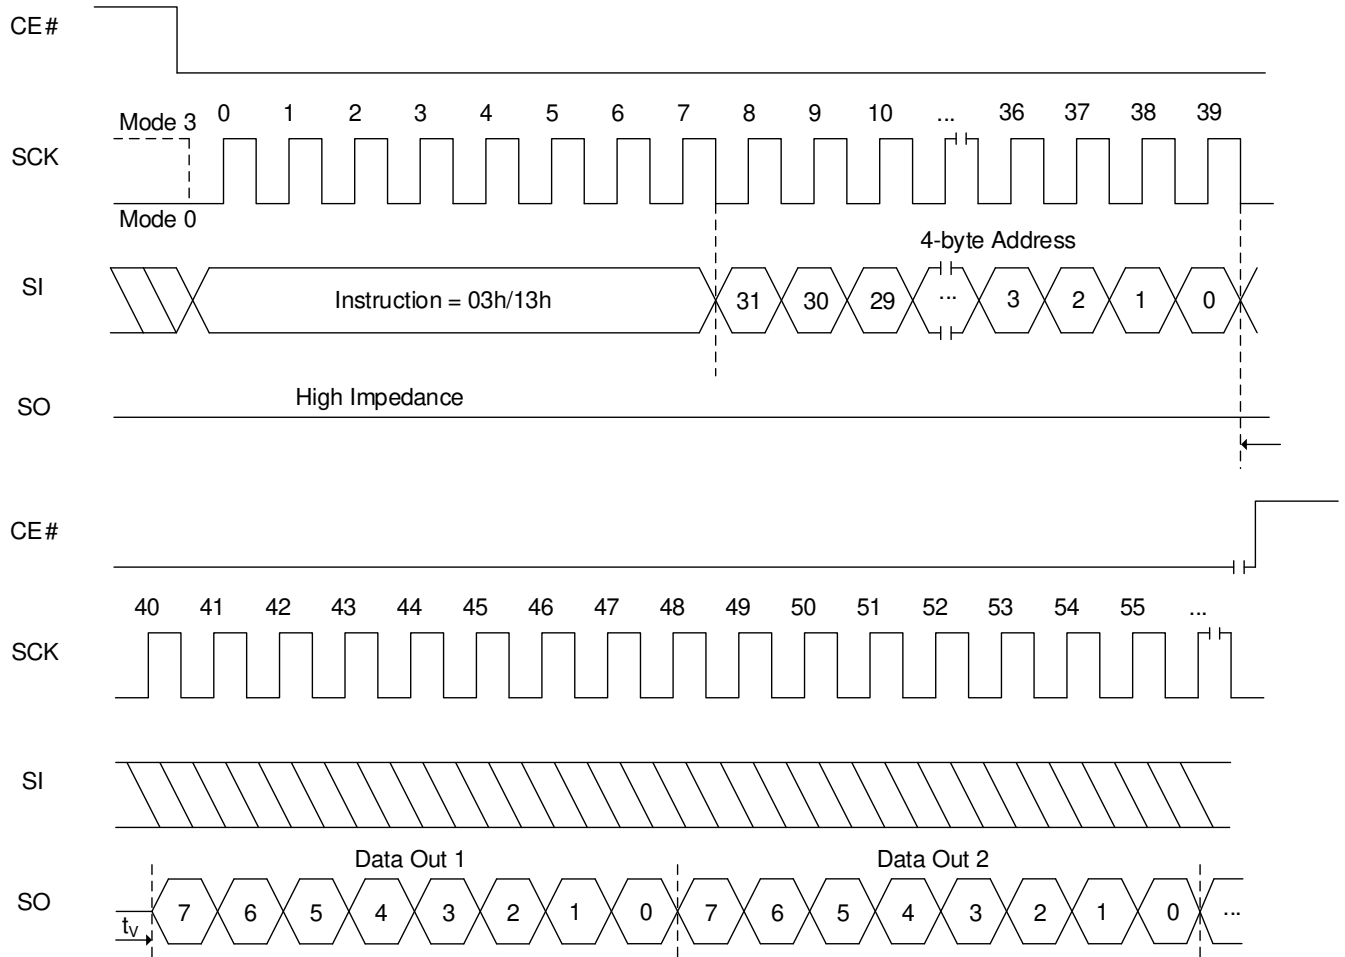 CE#
0 1 2 3 4 5 6 7 8 9 10 ... 36 37 38 39
Mode 3
SCK
Mode 0
4-byte Address
SI
Instruction = 03h/13h 31 30 29 ... 3 2 1 0
High Impedance
SO
CE#
40 41 42 43 44 45 46 47 48 49 50 51 52 53 54 55 ...
SCK
SI
Data Out 1 Data Out 2
SO
7 6 5 4 3 2 1 0 7 6 5 4 3 2 1 0 ...
tV